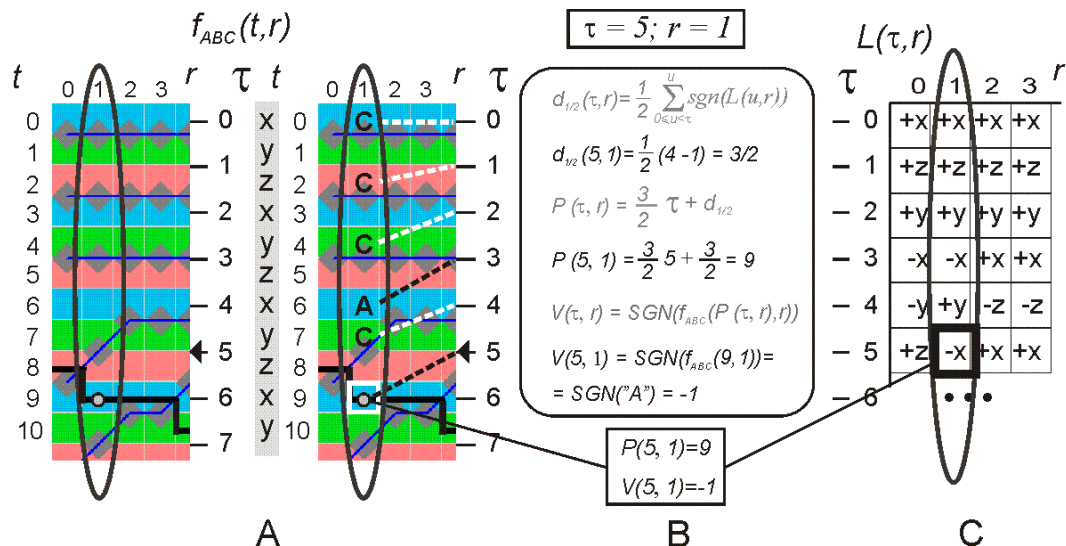 f_ABC(t,r)
τ = 5; r = 1
L(τ,r)
t 0 1 2 3 r τ t 0 1 2 3 r τ
τ 0 1 2 3 r
0 0 x 0 C 0
1 y 1
1 z 1
2 2 C
3 2 x 3 2
4 y 4 C
5 3 z 5 3
6 4 x 6 A 4
7 y 7 C
5 z 5
8 8
9 6 x 9 6
10 y 10
7 7
d_1/2(τ,r)= 1/2 Σ^u_0⩽u<τ sgn(L(u,r))
d_1/2(5,1)= 1/2 (4 -1) = 3/2
P(τ, r) = 3/2 τ + d_1/2
P(5, 1) = 3/2 5 + 3/2 = 9
V(τ, r) = SGN(f_ABC(P(τ, r),r))
V(5, 1) = SGN(f_ABC(9,1))=
= SGN("A") = -1
P(5, 1)=9
V(5, 1)=-1
0 +x +x +x +x
1 +z +z +z +z
2 +y +y +y +y
3 -x -x +x +x
4 -y +y -z -z
5 +z -x +x +x
6 • • •
A
B
C